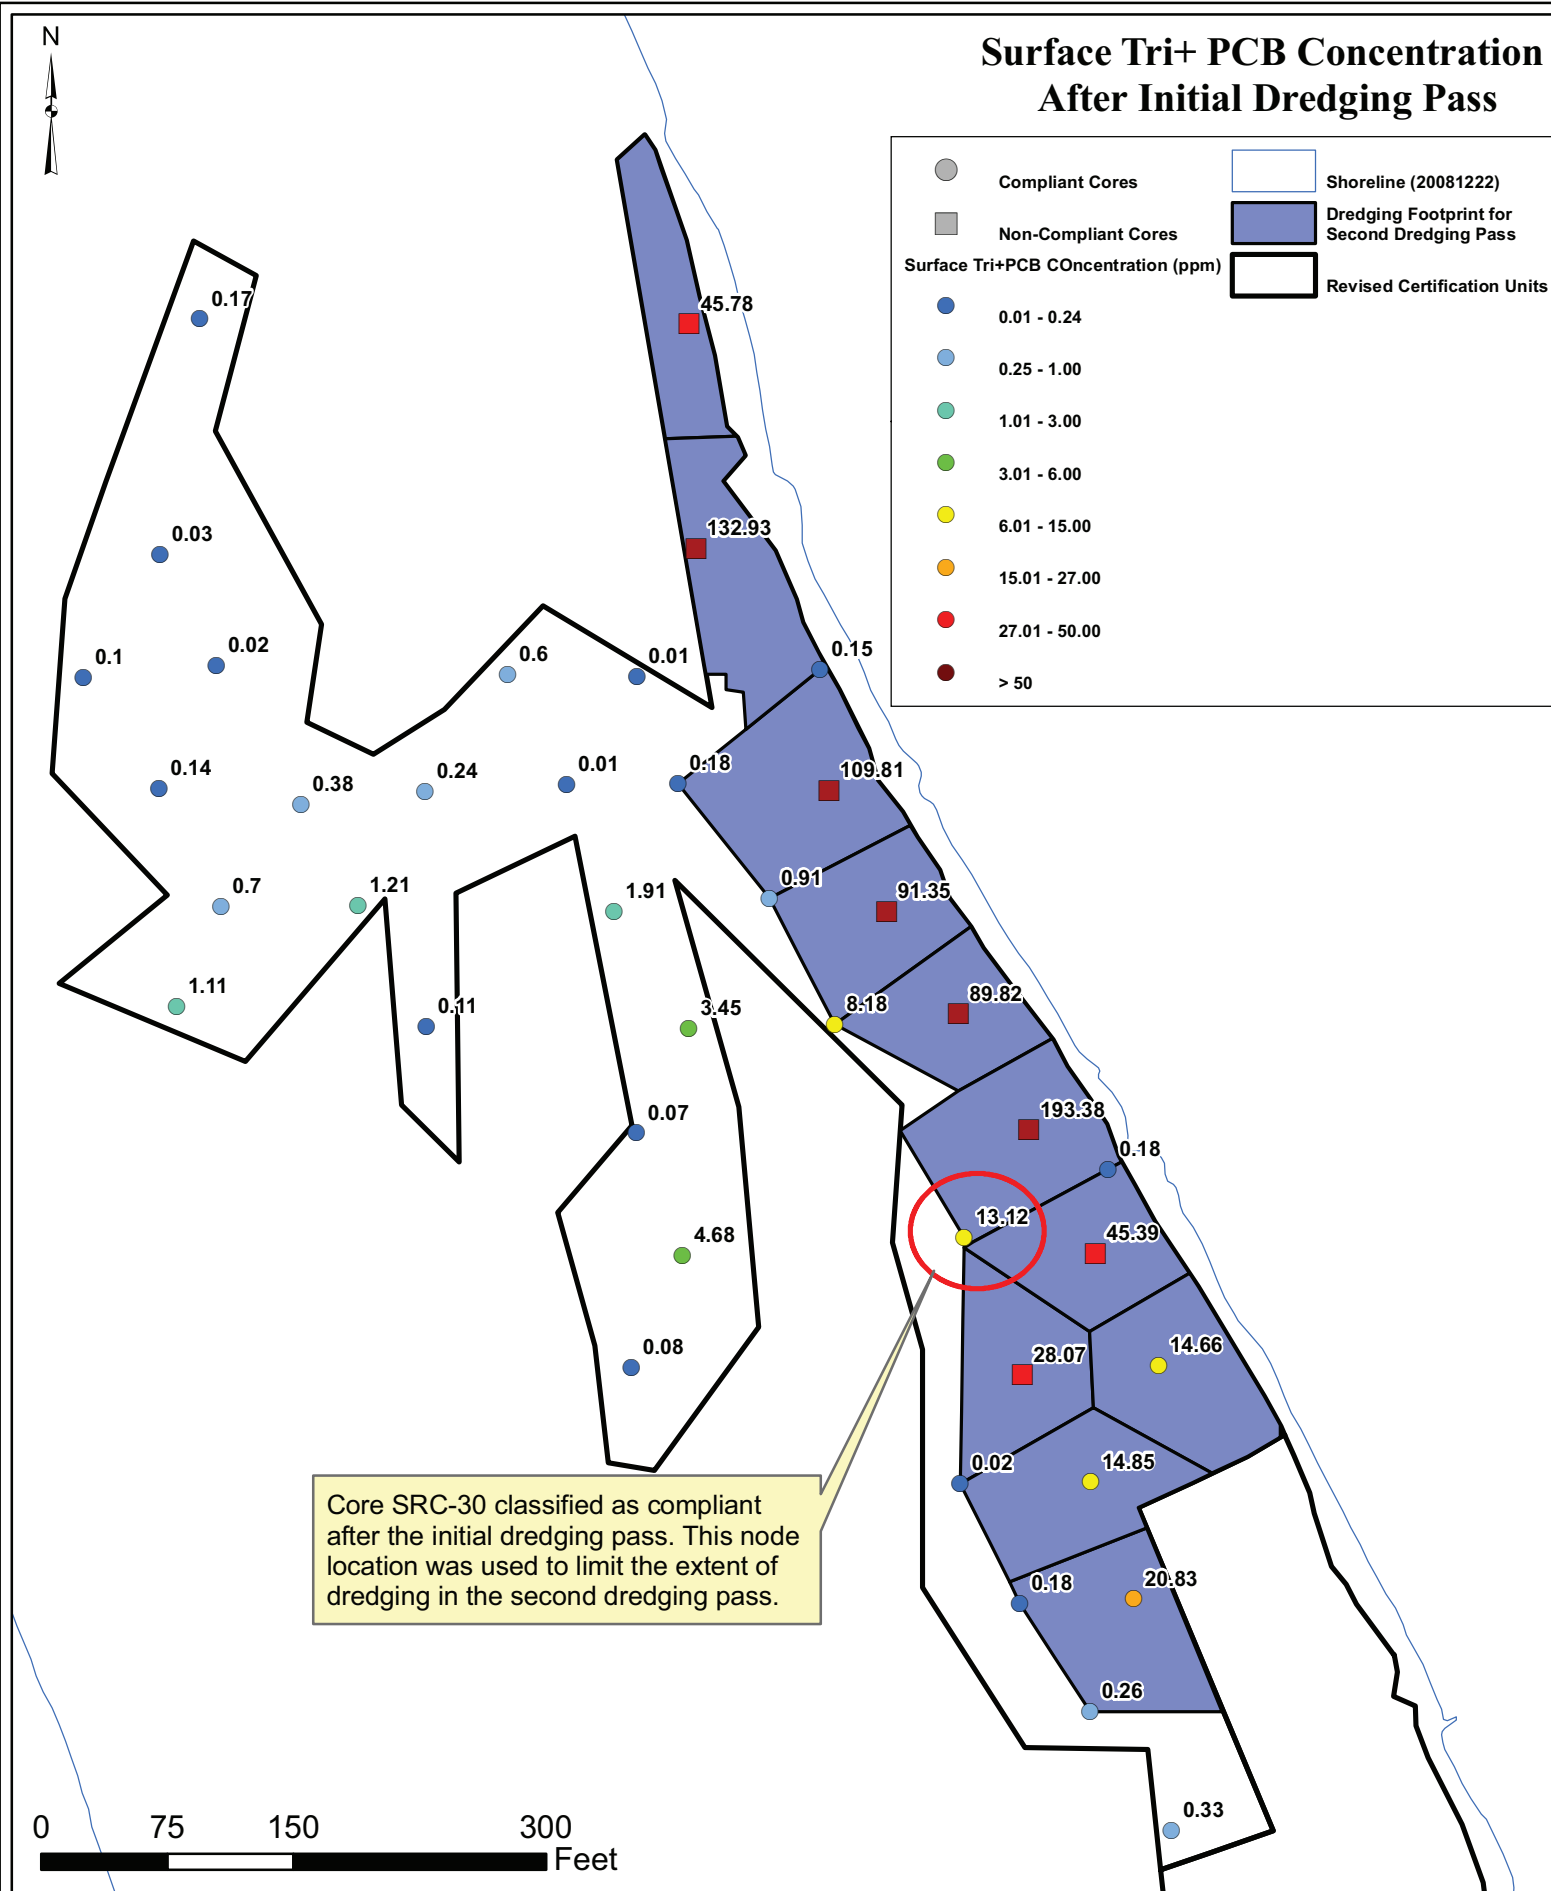 N
Surface Tri+ PCB Concentration
After Initial Dredging Pass
Compliant Cores
Non-Compliant Cores
Surface Tri+PCB COncentration (ppm)
0.01 - 0.24
0.25 - 1.00
1.01 - 3.00
3.01 - 6.00
6.01 - 15.00
15.01 - 27.00
27.01 - 50.00
> 50
Shoreline (20081222)
Dredging Footprint for
Second Dredging Pass
Revised Certification Units
0.17
45.78
132.93
0.03
0.02
0.1
0.6
0.01
0.15
0.14
0.38
0.24
0.01
0.18
109.81
0.7
1.21
1.91
0.91
91.35
1.11
0.11
3.45
8.18
89.82
0.07
193.38
0.18
13.12
4.68
45.39
0.08
28.07
14.66
0.02
14.85
Core SRC-30 classified as compliant
after the initial dredging pass. This node
location was used to limit the extent of
dredging in the second dredging pass.
0.18
20.83
0.26
0.33
0 75 150 300
Feet